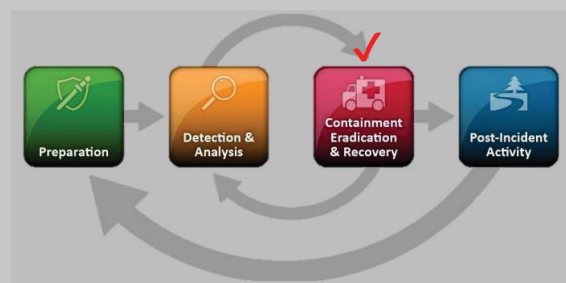 Preparation
Detection &
Analysis
Containment
Eradication
& Recovery
Post-Incident
Activity